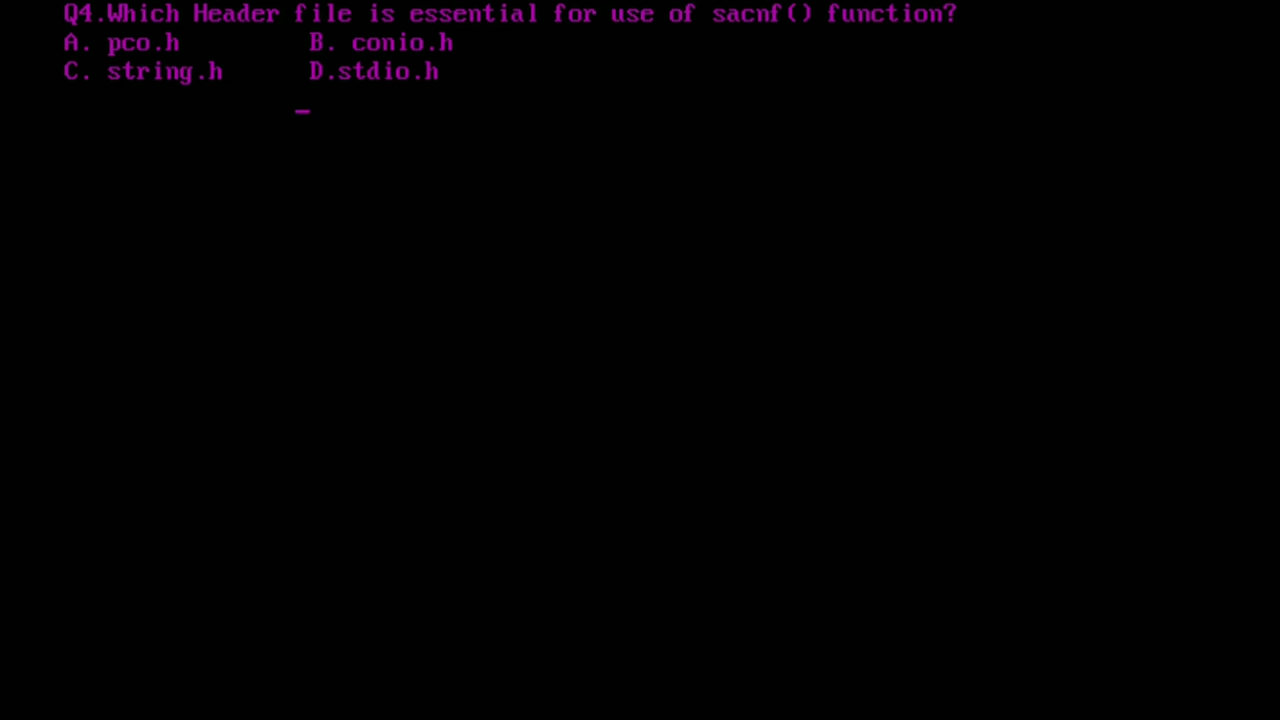 Q4.Which Header file is essential for use of sacnf() function?
A. pco.h B. conio.h
C. string.h D.stdio.h
_